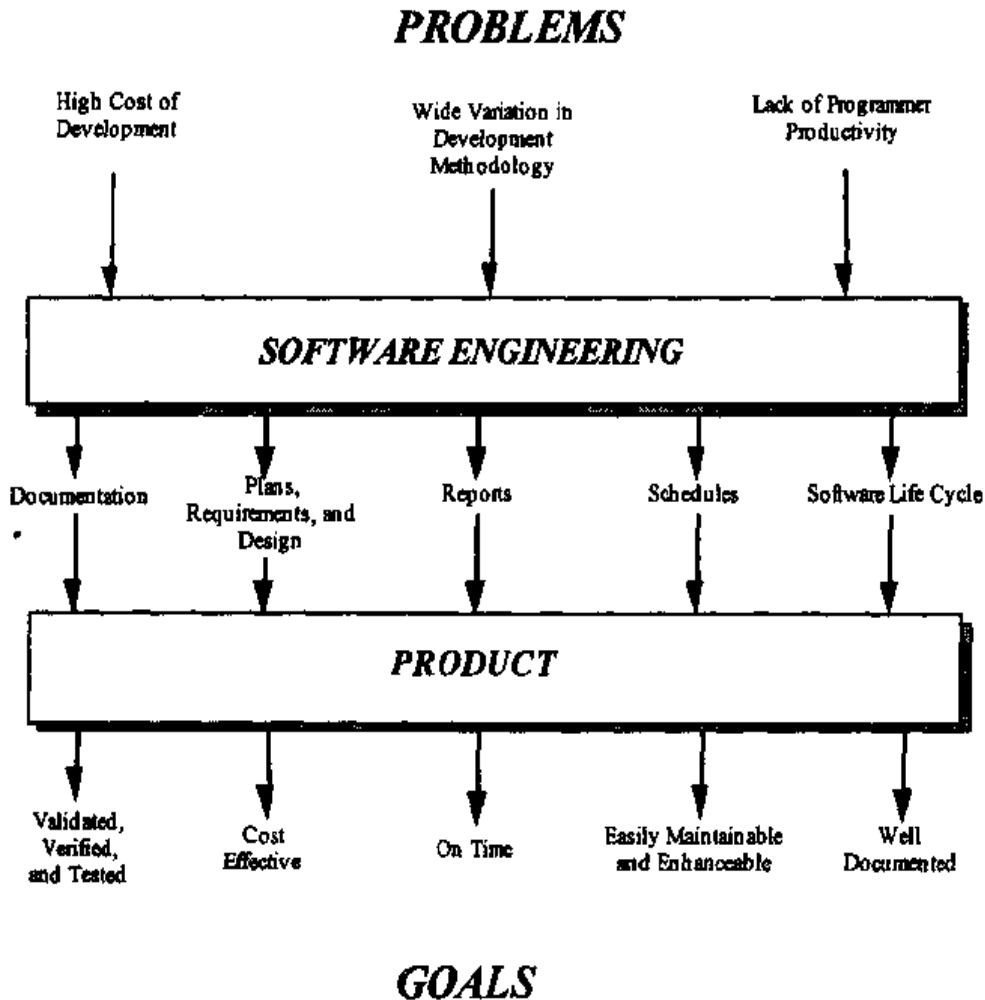 PROBLEMS
High Cost of
Development
Wide Variation in
Development
Methodology
Lack of Programmer
Productivity
SOFTWARE ENGINEERING
Documentation
Plans,
Requirements, and
Design
Reports
Schedules
Software Life Cycle
PRODUCT
Validated,
Verified,
and Tested
Cost
Effective
On Time
Easily Maintainable
and Enhanceable
Well
Documented
GOALS